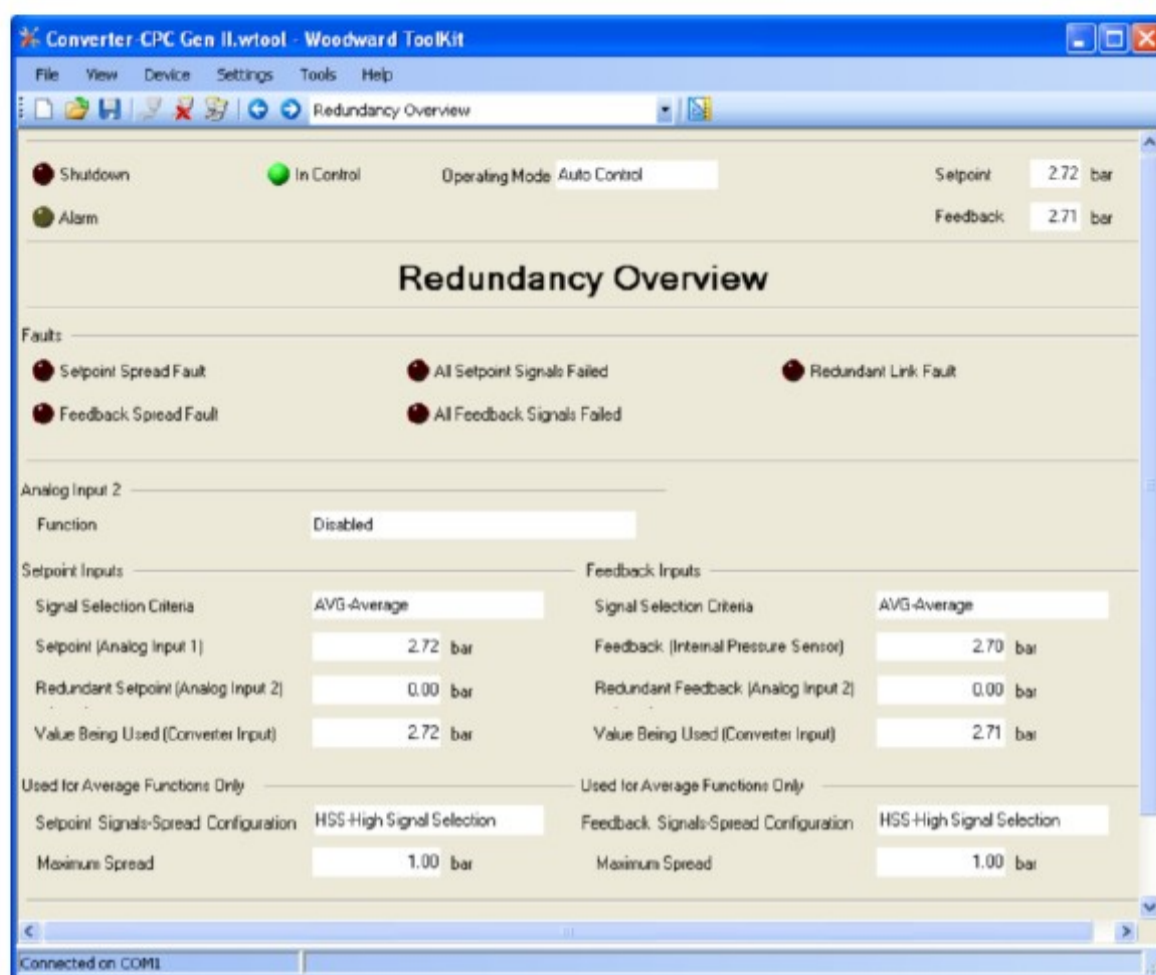 Converter-CPC Gen II.wtool - Woodward ToolKit
File View Device Settings Tools Help
Redundancy Overview
Shutdown In Control Operating Mode Auto Control Setpoint 2.72 bar
Alarm Feedback 2.71 bar
Redundancy Overview
Faults
Setpoint Spread Fault All Setpoint Signals Failed Redundant Link Fault
Feedback Spread Fault All Feedback Signals Failed
Analog Input 2
Function Disabled
Setpoint Inputs Feedback Inputs
Signal Selection Criteria AVG-Average Signal Selection Criteria AVG-Average
Setpoint (Analog Input 1) 2.72 bar Feedback (Internal Pressure Sensor) 2.70 bar
Redundant Setpoint (Analog Input 2) 0.00 bar Redundant Feedback (Analog Input 2) 0.00 bar
Value Being Used (Converter Input) 2.72 bar Value Being Used (Converter Input) 2.71 bar
Used for Average Functions Only Used for Average Functions Only
Setpoint Signals-Spread Configuration HSS-High Signal Selection Feedback Signals-Spread Configuration HSS-High Signal Selection
Maximum Spread 1.00 bar Maximum Spread 1.00 bar
Connected on COM1